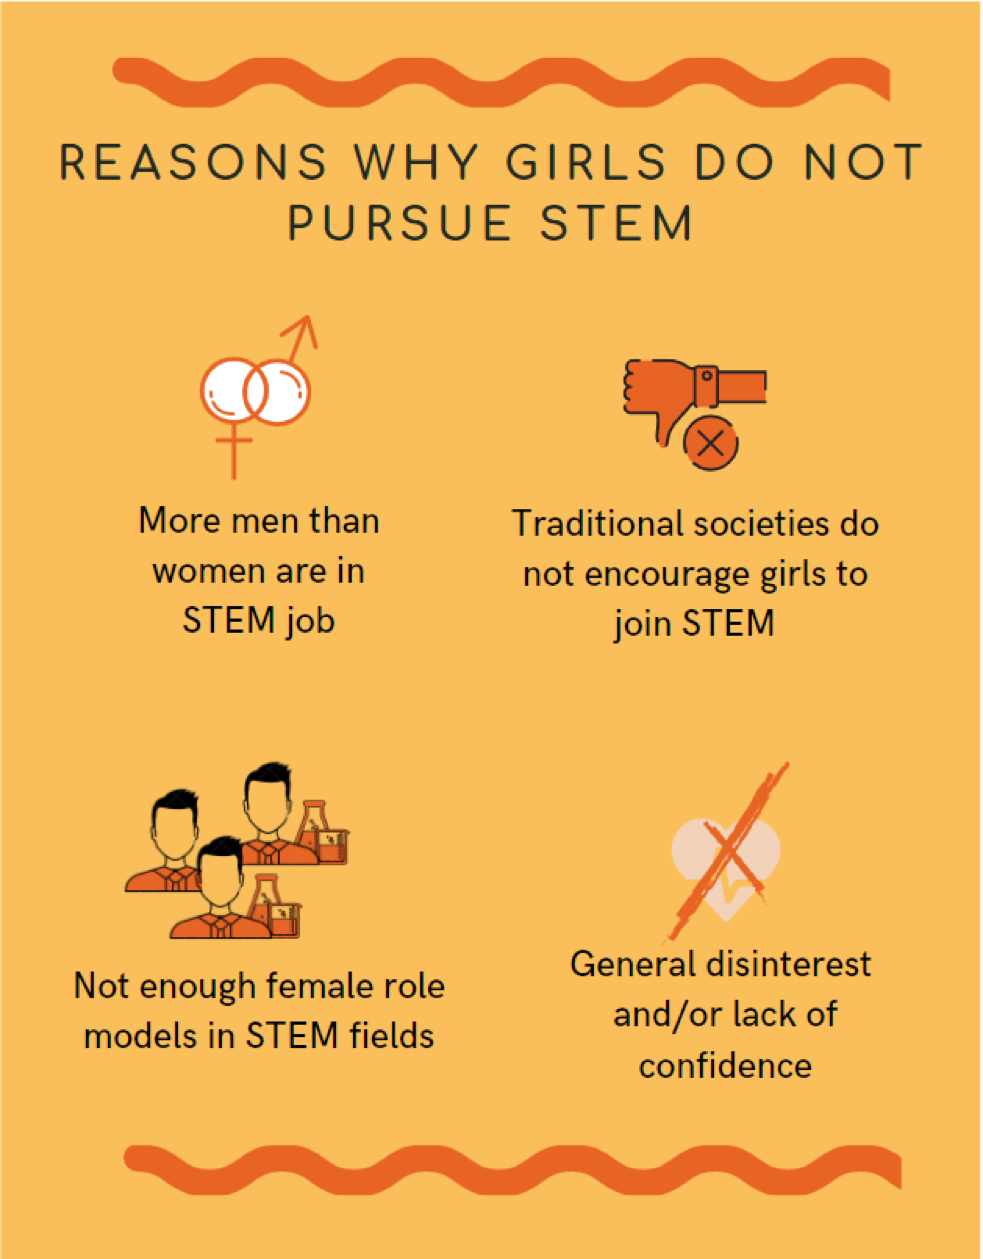 REASONS WHY GIRLS DO NOT
PURSUE STEM
More men than
women are in
STEM job
Traditional societies do
not encourage girls to
join STEM
Not enough female role
models in STEM fields
General disinterest
and/or lack of
confidence